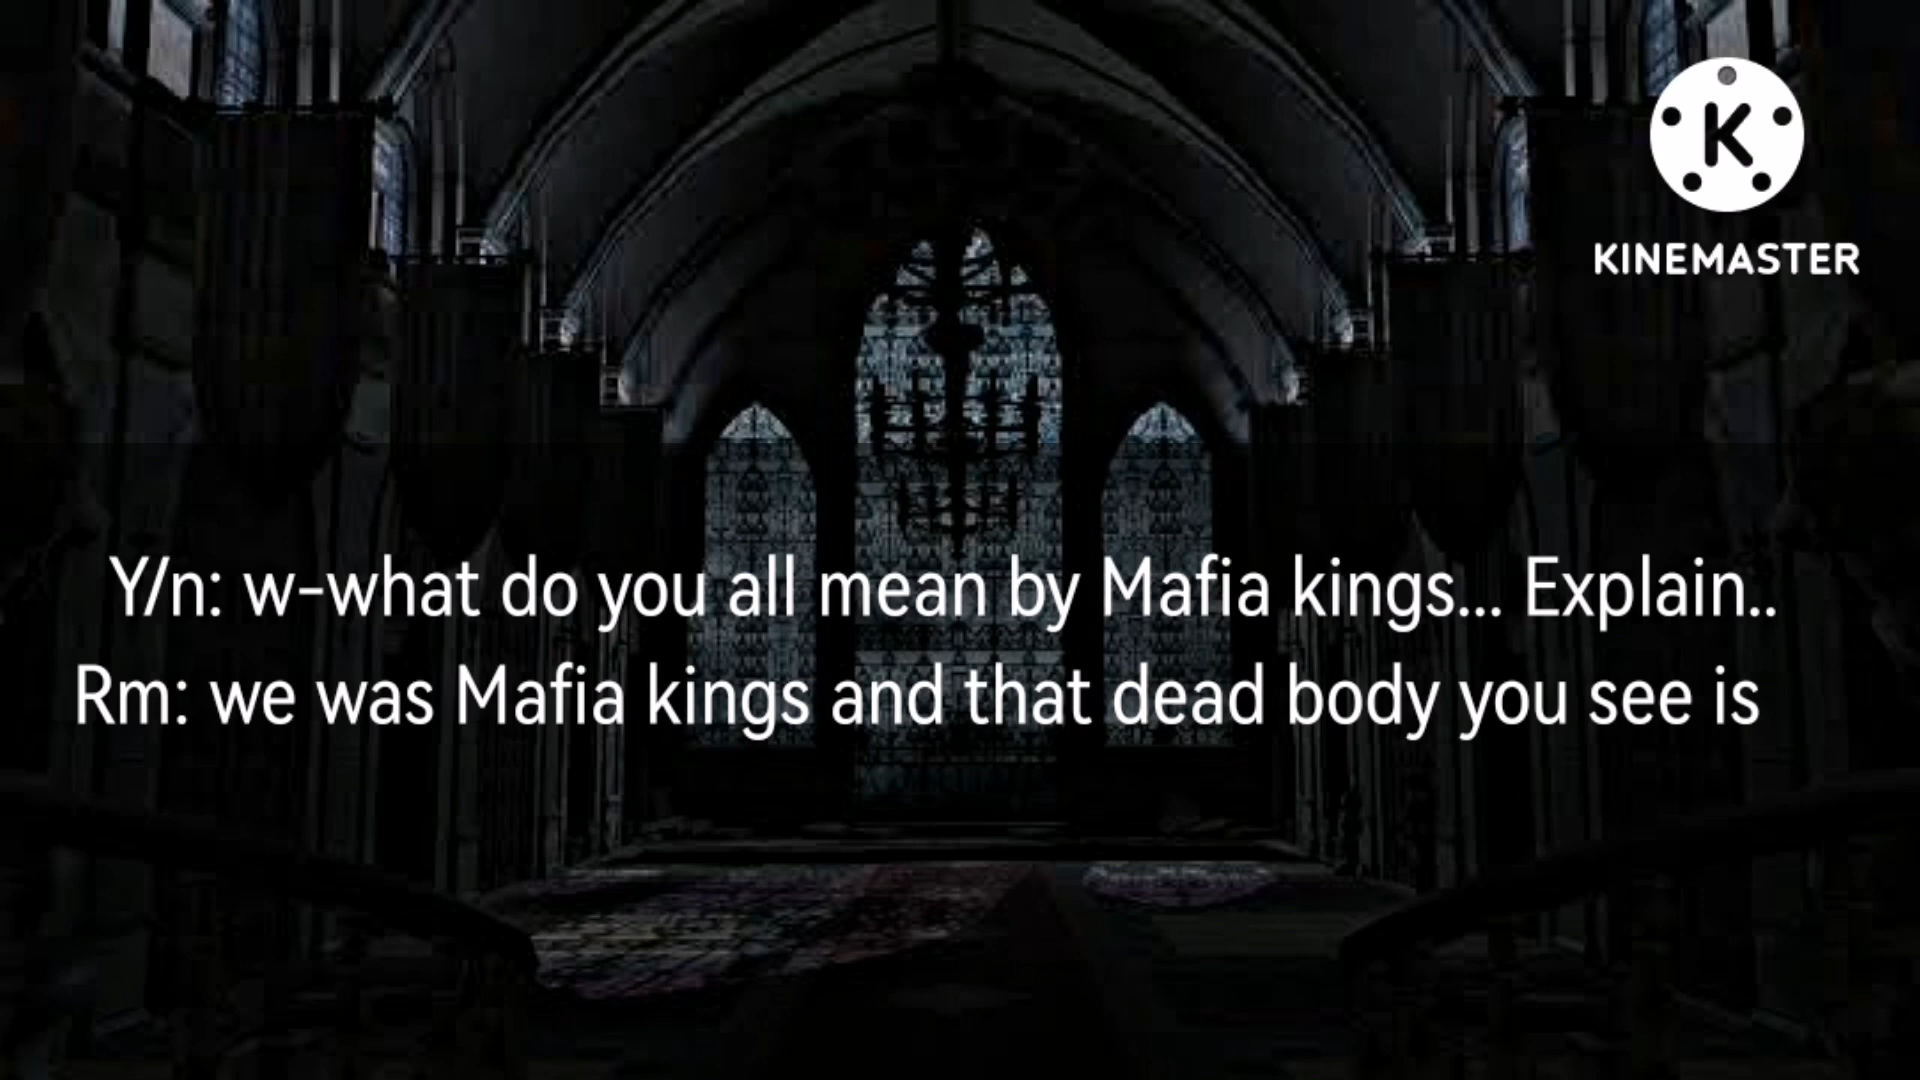 K
KINEMASTER
Y/n: w-what do you all mean by Mafia kings... Explain..
Rm: we was Mafia kings and that dead body you see is